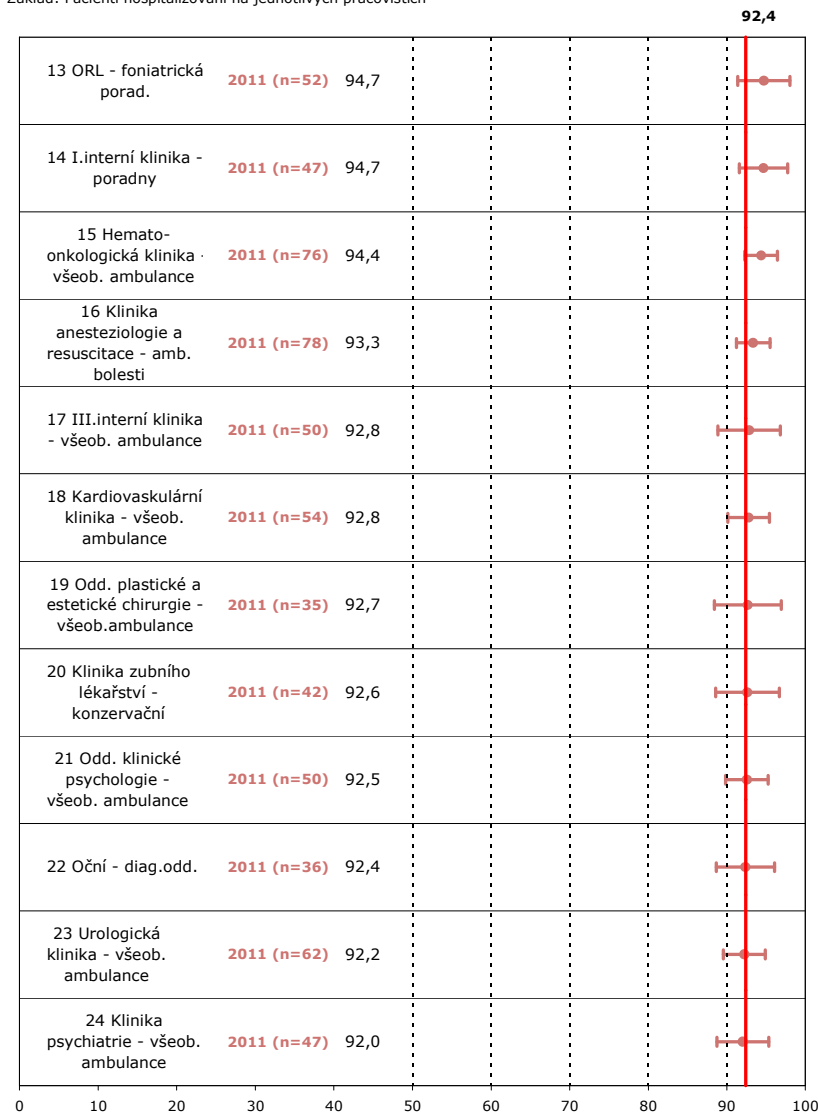 Základ: Pacienti hospitalizovaní na jednotlivých pracovištích
92,4
13 ORL - foniatrická
porad.
2011 (n=52) 94,7
14 I.interní klinika -
poradny
2011 (n=47) 94,7
15 Hemato-
onkologická klinika -
všeob. ambulance
2011 (n=76) 94,4
16 Klinika
anesteziologie a
resuscitace - amb.
bolesti
2011 (n=78) 93,3
17 III.interní klinika
- všeob. ambulance
2011 (n=50) 92,8
18 Kardiovaskulární
klinika - všeob.
ambulance
2011 (n=54) 92,8
19 Odd. plastické a
estetické chirurgie -
všeob.ambulance
2011 (n=35) 92,7
20 Klinika zubního
lékařství -
konzervační
2011 (n=42) 92,6
21 Odd. klinické
psychologie -
všeob. ambulance
2011 (n=50) 92,5
22 Oční - diag.odd.
2011 (n=36) 92,4
23 Urologická
klinika - všeob.
ambulance
2011 (n=62) 92,2
24 Klinika
psychiatrie - všeob.
ambulance
2011 (n=47) 92,0
0 10 20 30 40 50 60 70 80 90 100